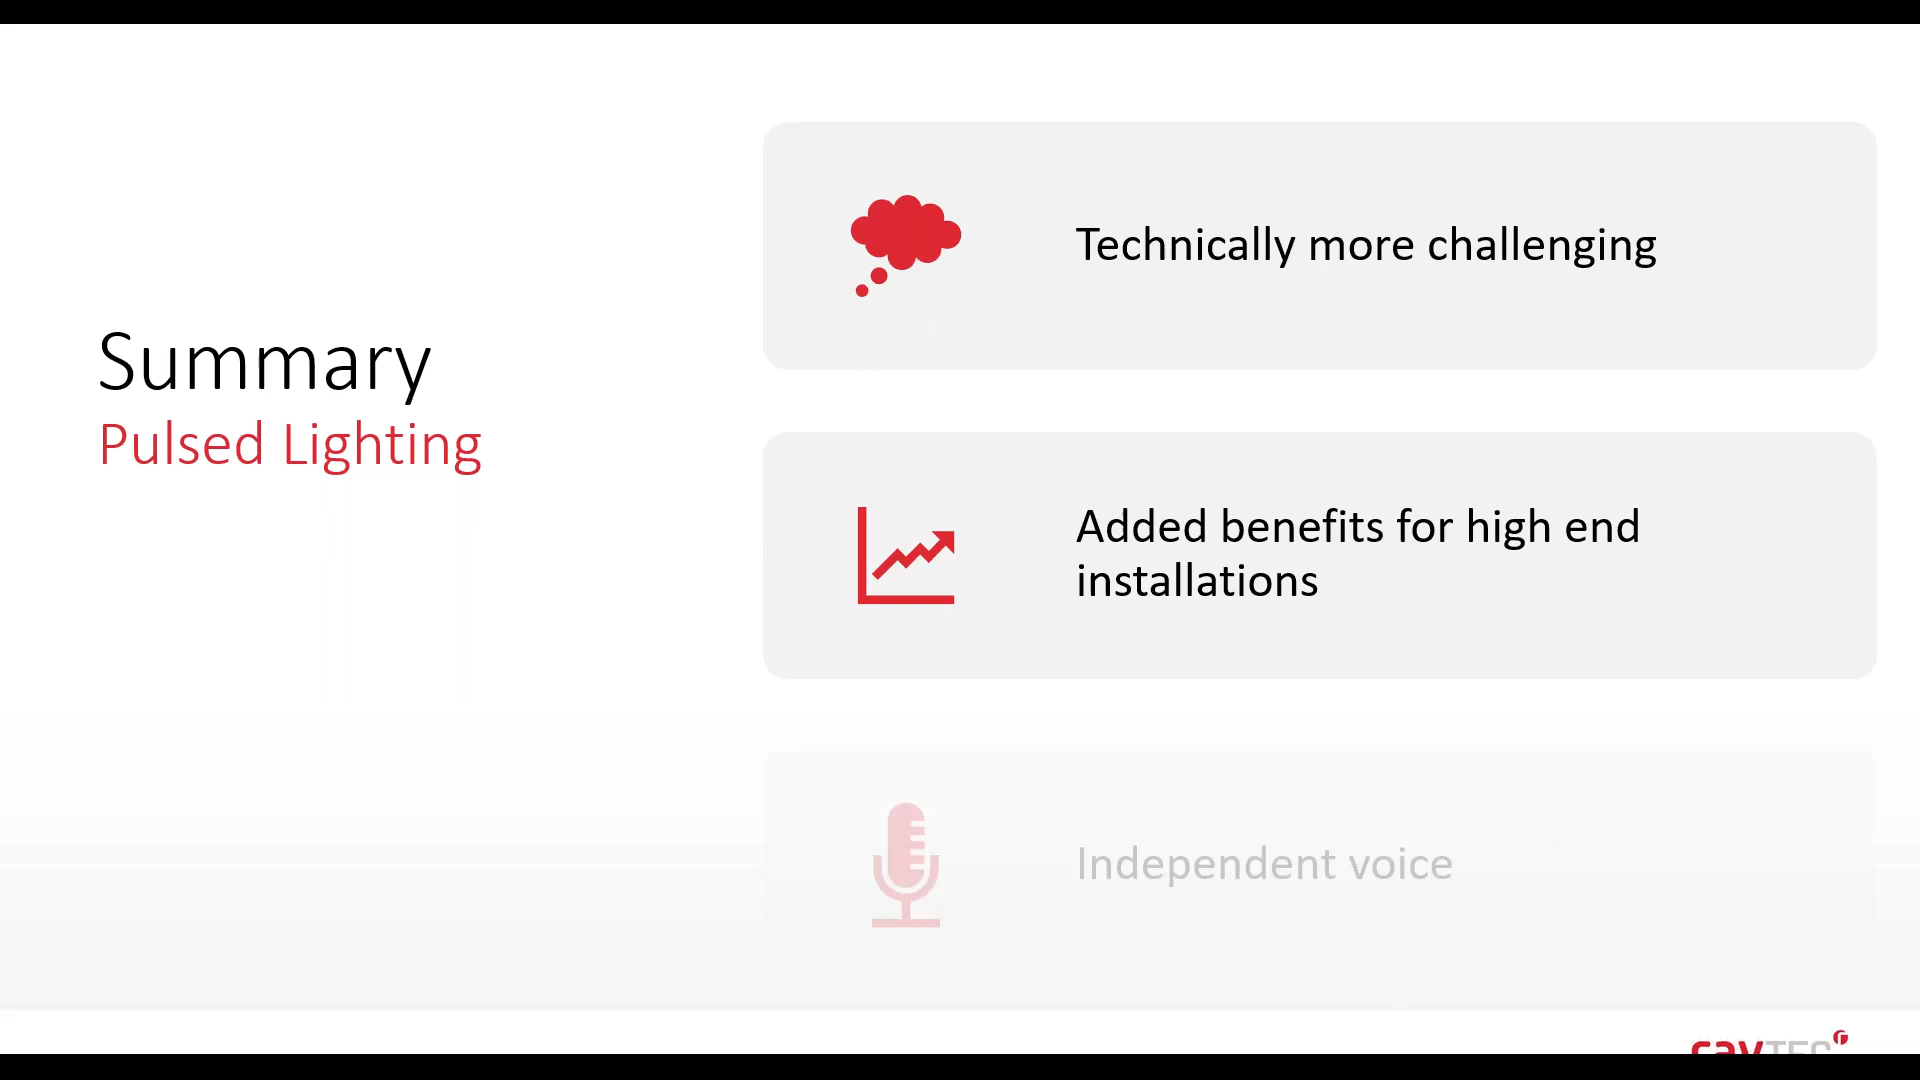 Summary
Pulsed Lighting
Technically more challenging
Added benefits for high end
installations
Independent voice